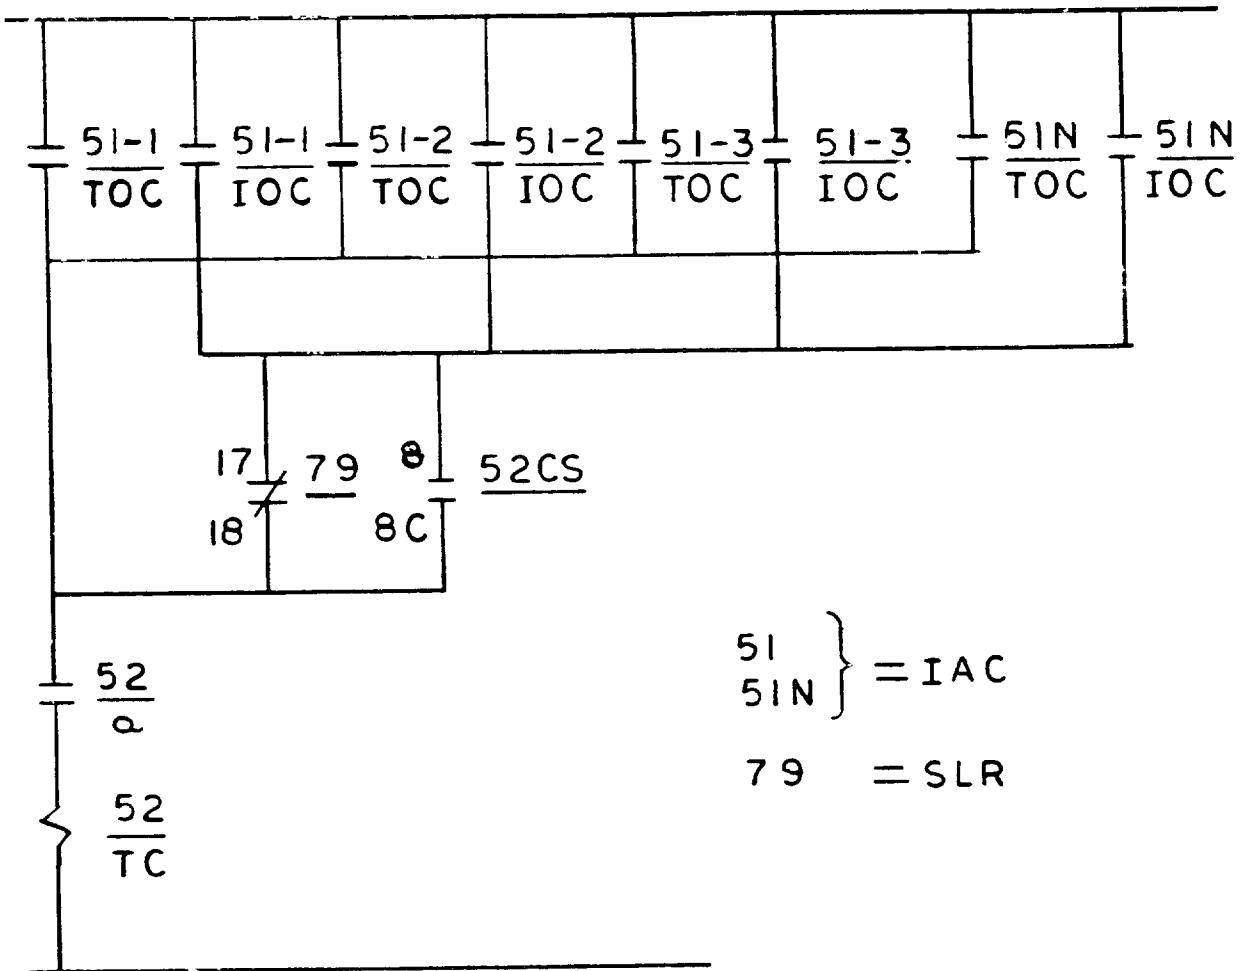 51-1
TOC
51-1
IOC
51-2
TOC
51-2
IOC
51-3
TOC
51-3
IOC
51N
TOC
51N
IOC
17
79
18
8
52CS
8C
52
a
52
TC
51
51N
= IAC
79 = SLR